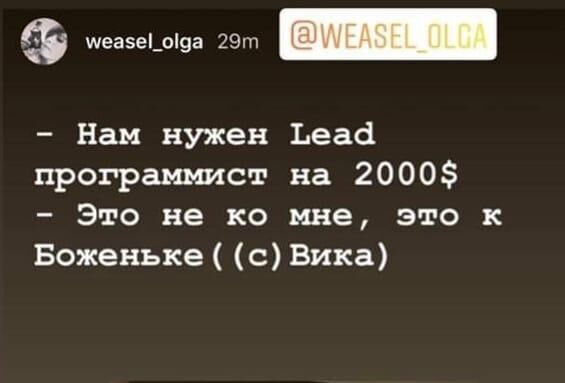 weasel_olga 29m
@WEASEL_OLGA
- Нам нужен Lead
программист на 2000$
- Это не ко мне, это к
Боженьке((с)Вика)